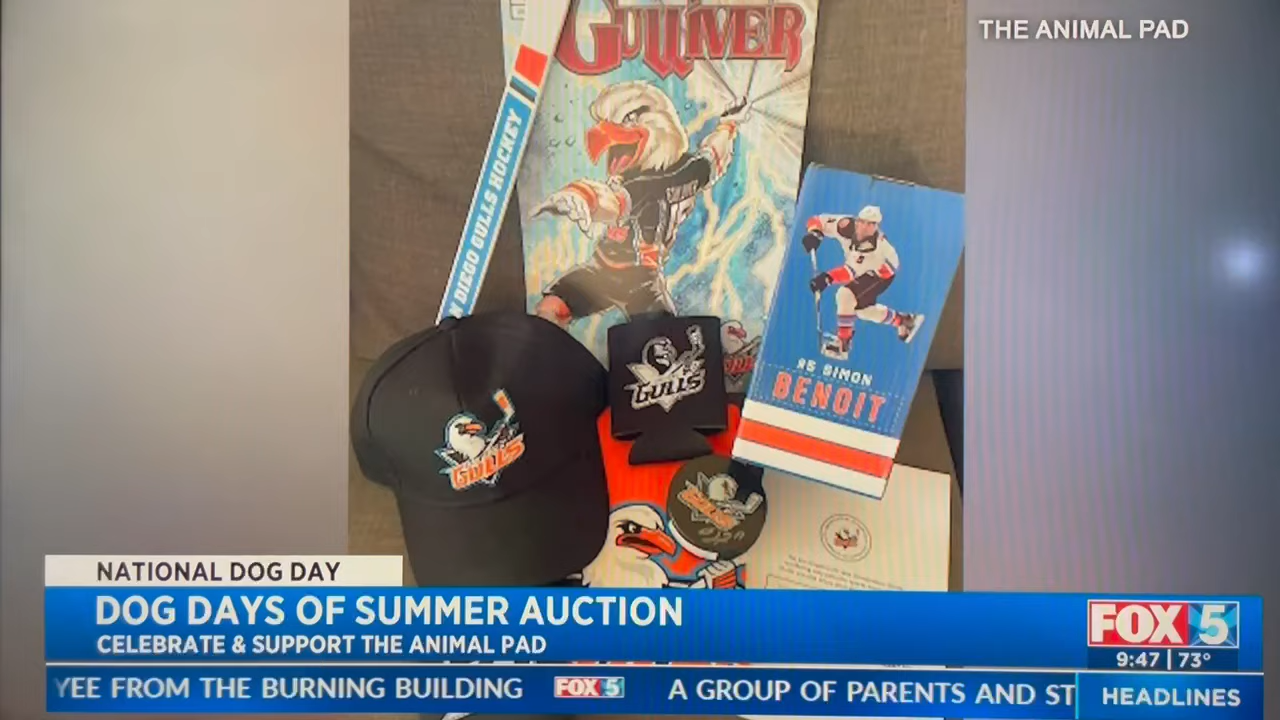 THE ANIMAL PAD
GULLIVER
N DIEGO GULLS HOCKEY
GULLS
#5 SIMON
BENOIT
GULLS
NATIONAL DOG DAY
DOG DAYS OF SUMMER AUCTION
CELEBRATE & SUPPORT THE ANIMAL PAD
FOX 5
9:47 | 73°
YEE FROM THE BURNING BUILDING FOX 5 A GROUP OF PARENTS AND ST
HEADLINES